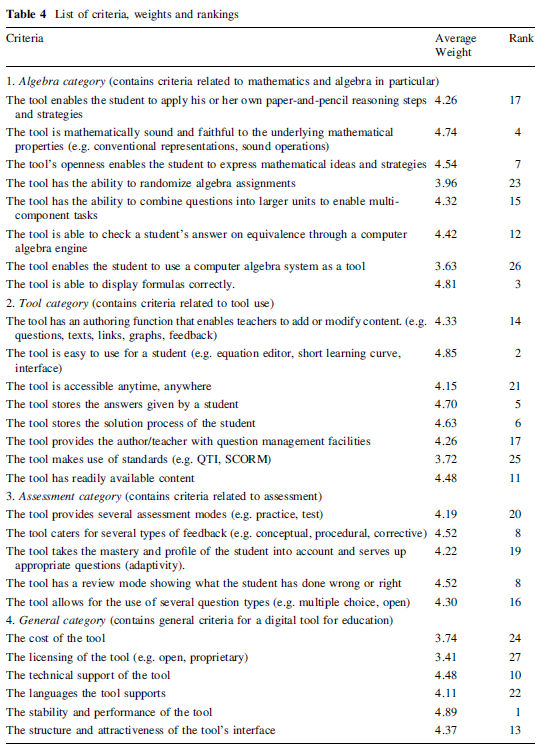 Table 4 List of criteria, weights and rankings
Criteria Average Rank
Weight
1. Algebra category (contains criteria related to mathematics and algebra in particular)
The tool enables the student to apply his or her own paper-and-pencil reasoning steps 4.26 17
and strategies
The tool is mathematically sound and faithful to the underlying mathematical 4.74 4
properties (e.g. conventional representations, sound operations)
The tool's openness enables the student to express mathematical ideas and strategies 4.54 7
The tool has the ability to randomize algebra assignments 3.96 23
The tool has the ability to combine questions into larger units to enable multi- 4.32 15
component tasks
The tool is able to check a student's answer on equivalence through a computer 4.42 12
algebra engine
The tool enables the student to use a computer algebra system as a tool 3.63 26
The tool is able to display formulas correctly. 4.81 3
2. Tool category (contains criteria related to tool use)
The tool has an authoring function that enables teachers to add or modify content. (e.g. 4.33 14
questions, texts, links, graphs, feedback)
The tool is easy to use for a student (e.g. equation editor, short learning curve, 4.85 2
interface)
The tool is accessible anytime, anywhere 4.15 21
The tool stores the answers given by a student 4.70 5
The tool stores the solution process of the student 4.63 6
The tool provides the author/teacher with question management facilities 4.26 17
The tool makes use of standards (e.g. QTI, SCORM) 3.72 25
The tool has readily available content 4.48 11
3. Assessment category (contains criteria related to assessment)
The tool provides several assessment modes (e.g. practice, test) 4.19 20
The tool caters for several types of feedback (e.g. conceptual, procedural, corrective) 4.52 8
The tool takes the mastery and profile of the student into account and serves up 4.22 19
appropriate questions (adaptivity).
The tool has a review mode showing what the student has done wrong or right 4.52 8
The tool allows for the use of several question types (e.g. multiple choice, open) 4.30 16
4. General category (contains general criteria for a digital tool for education)
The cost of the tool 3.74 24
The licensing of the tool (e.g. open, proprietary) 3.41 27
The technical support of the tool 4.48 10
The languages the tool supports 4.11 22
The stability and performance of the tool 4.89 1
The structure and attractiveness of the tool's interface 4.37 13